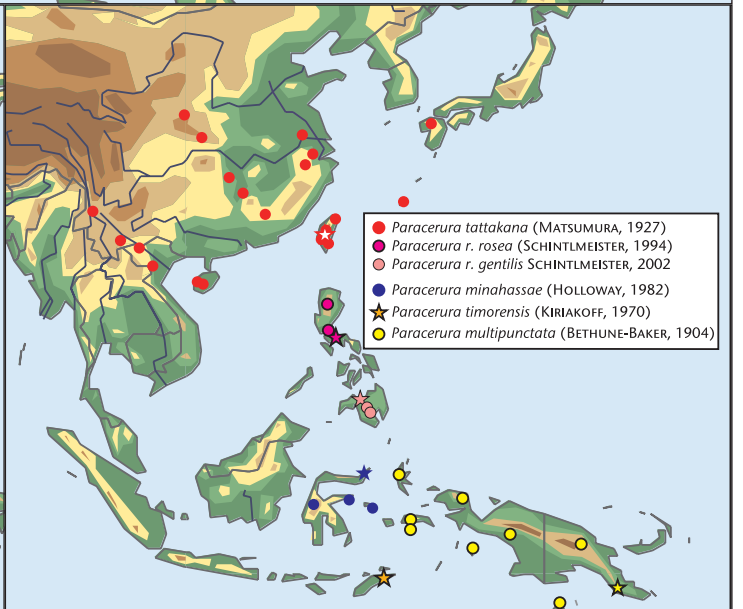 Paracerura tattakana (MATSUMURA, 1927)
Paracerura r. rosea (SCHINTLMEISTER, 1994)
Paracerura r. gentilis SCHINTLMEISTER, 2002
Paracerura minahassae (HOLLOWAY, 1982)
Paracerura timorensis (KIRIAKOFF, 1970)
Paracerura multipunctata (BETHUNE-BAKER, 1904)